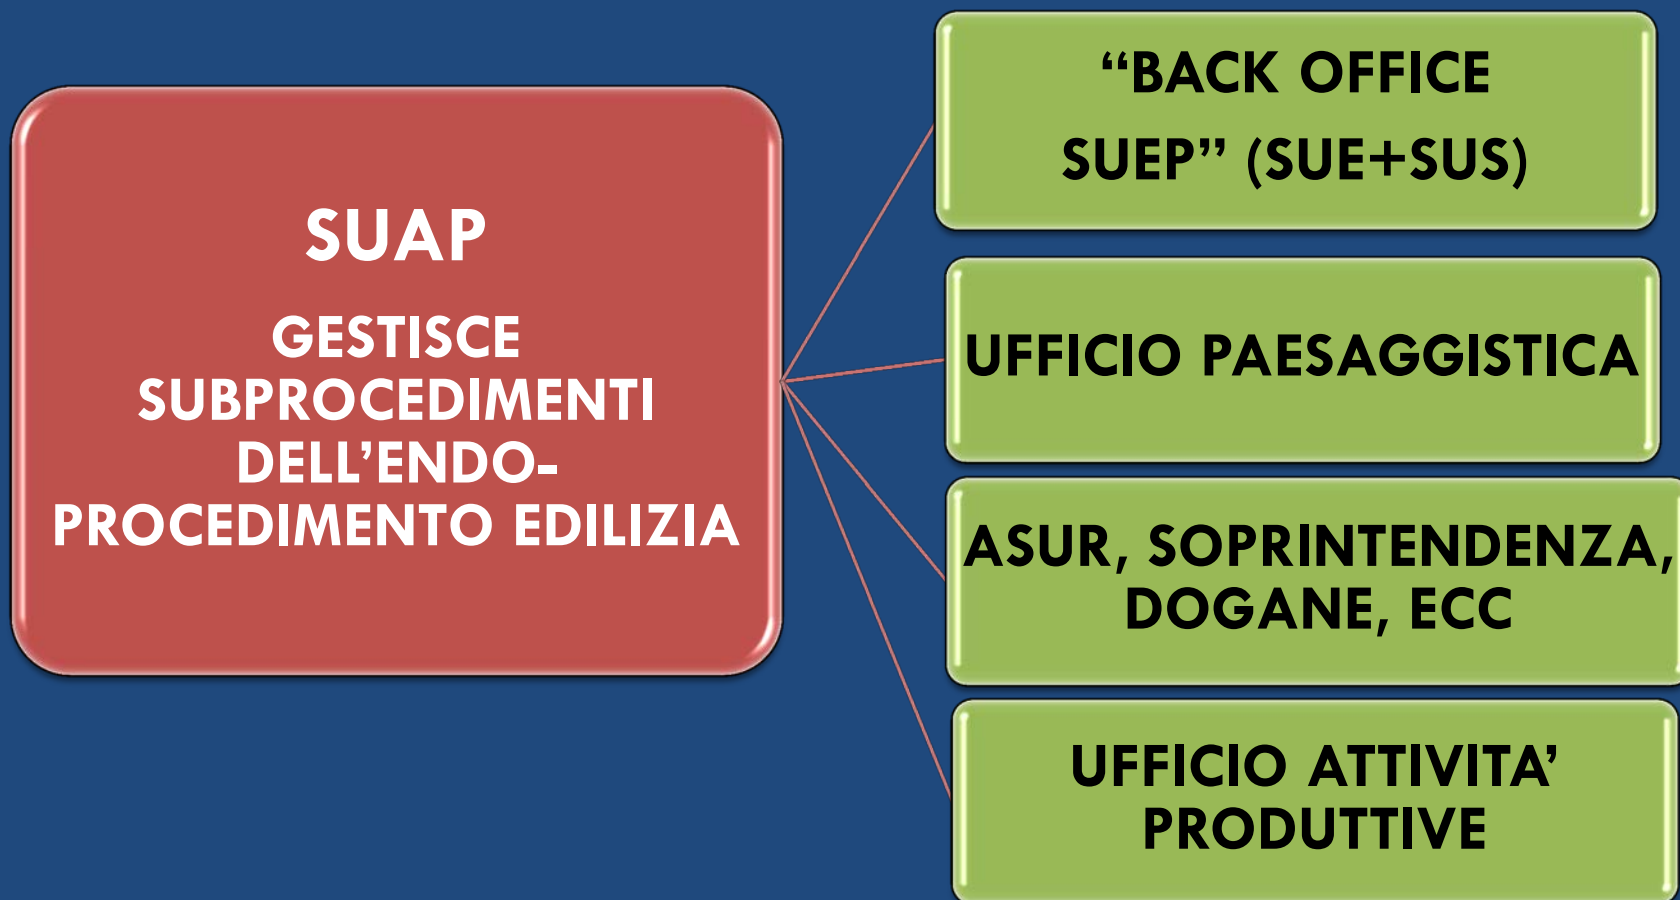 SUAP
GESTISCE
SUBPROCEDIMENTI
DELL’ENDO-
PROCEDIMENTO EDILIZIA
“BACK OFFICE
SUEP” (SUE+SUS)
UFFICIO PAESAGGISTICA
ASUR, SOPRINTENDENZA,
DOGANE, ECC
UFFICIO ATTIVITA’
PRODUTTIVE